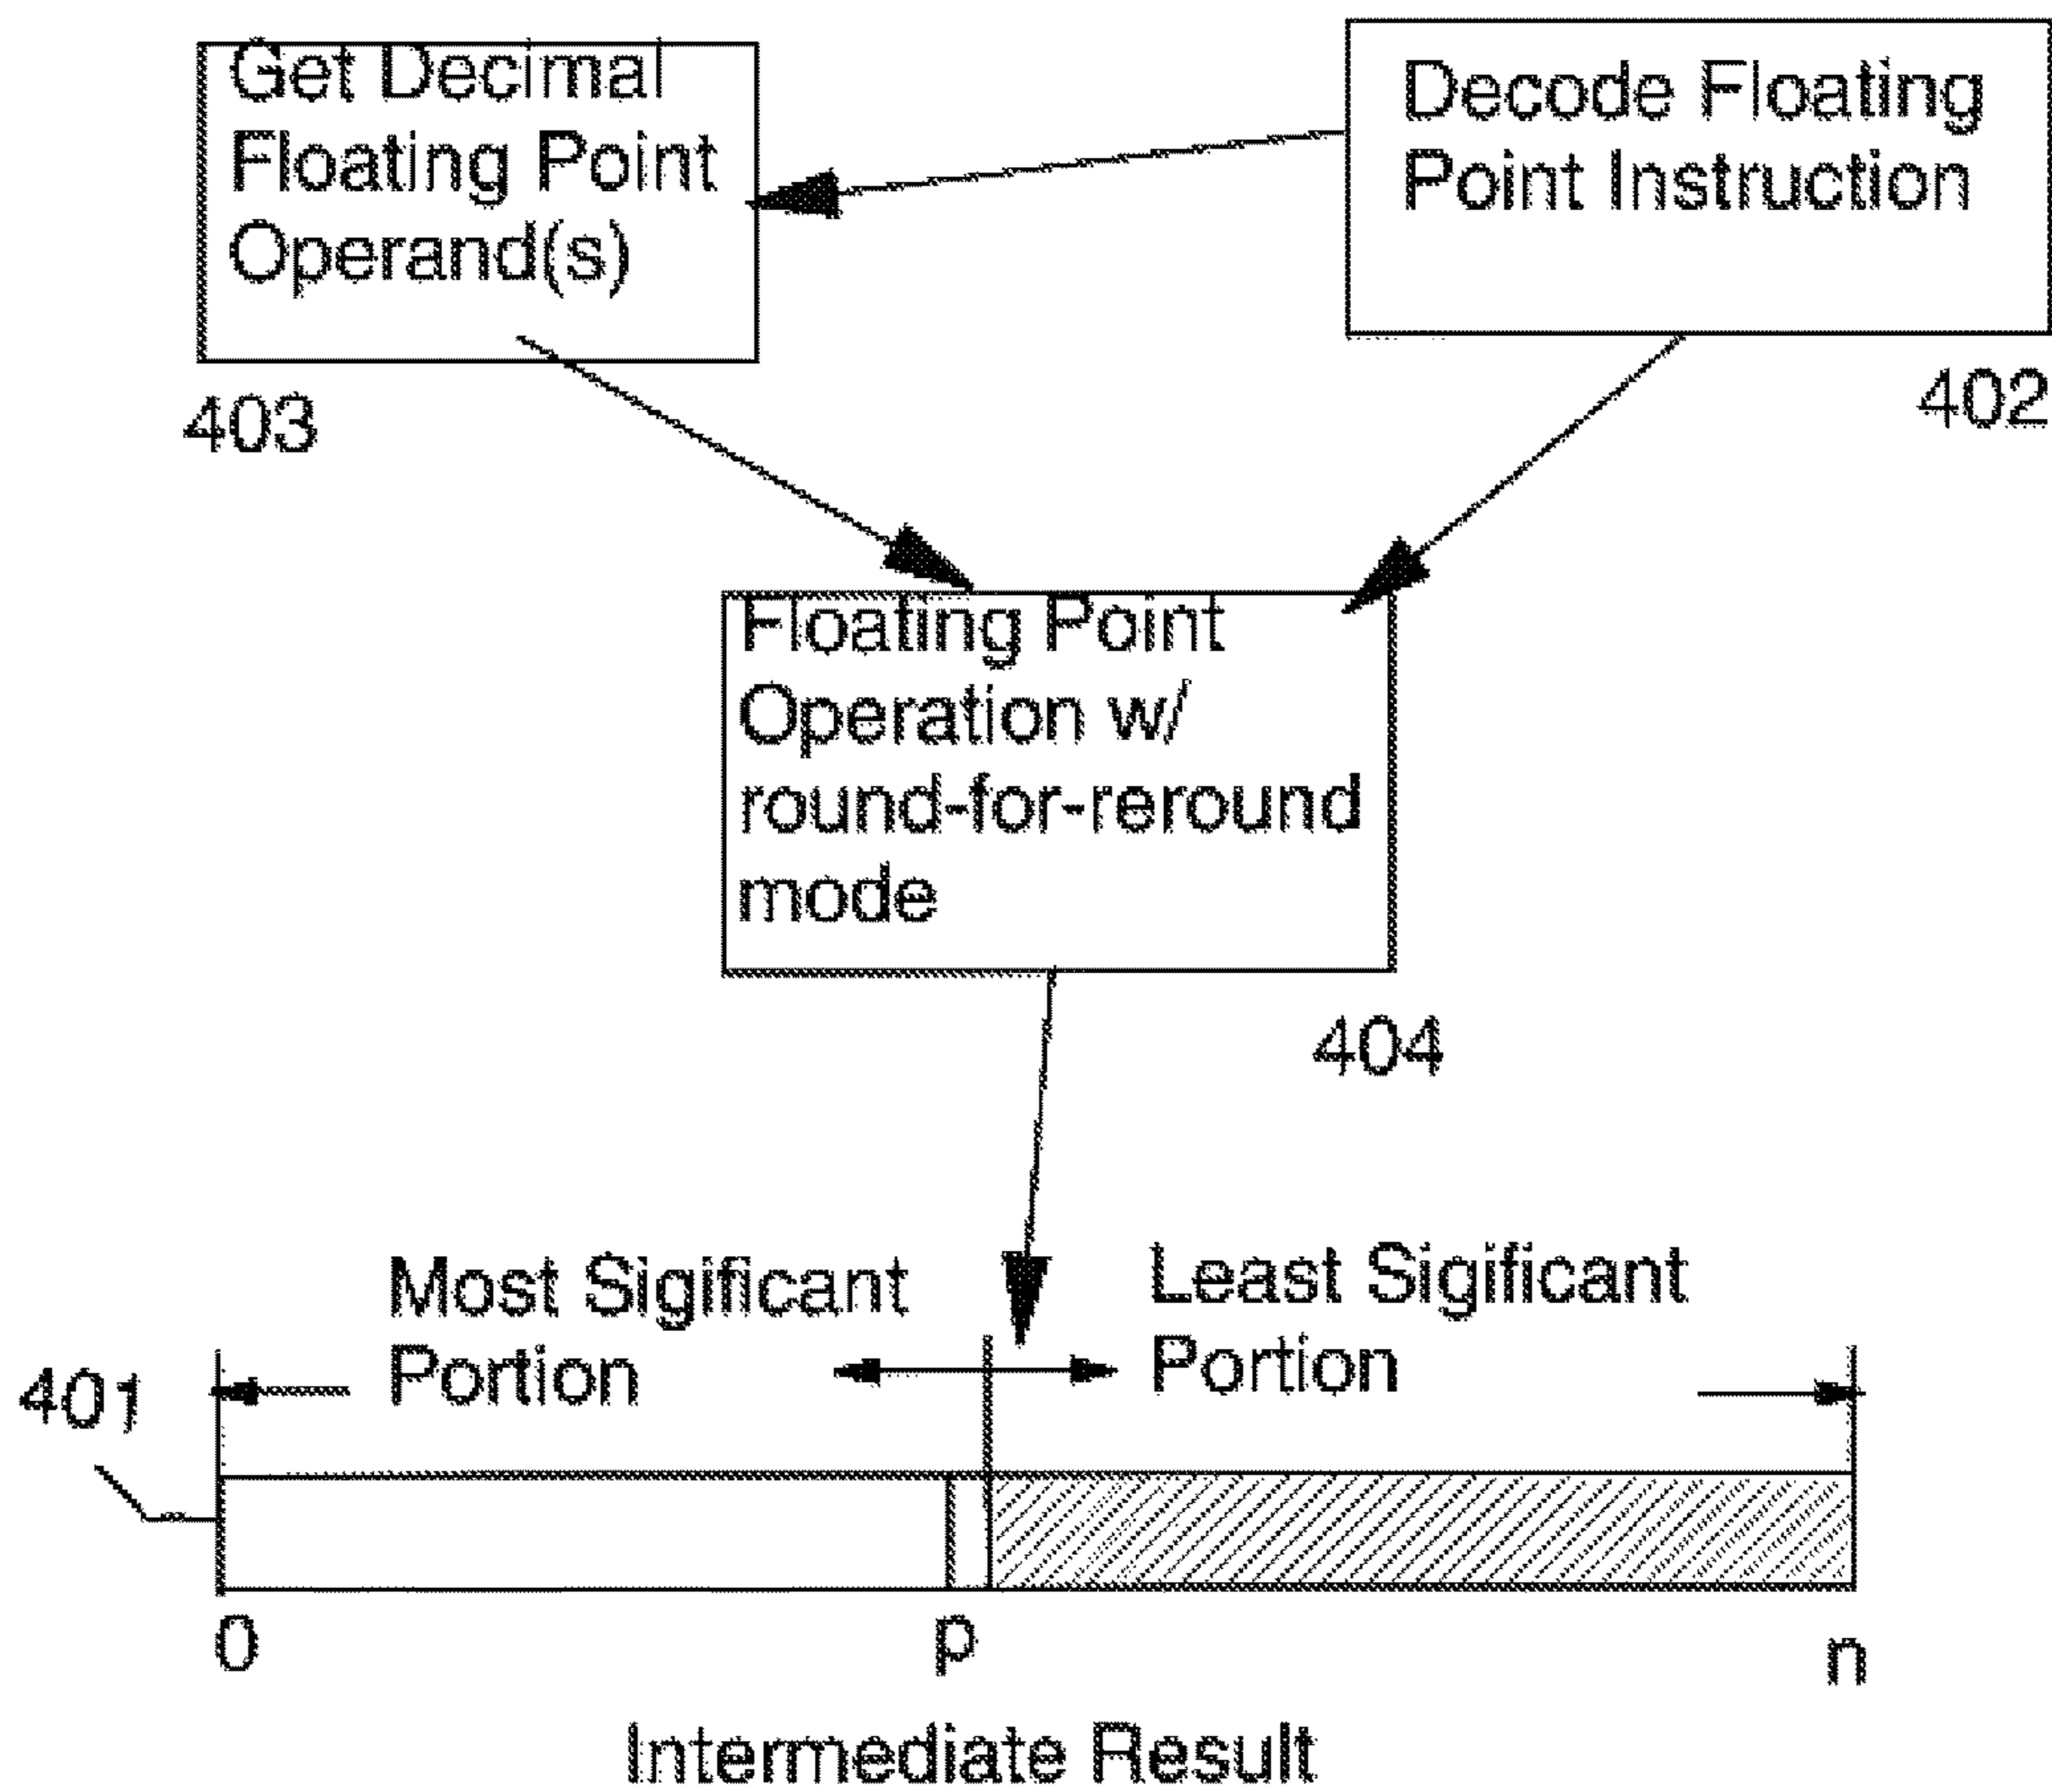 Get Decimal
Floating Point
Operand(s)
403
Decode Floating
Point Instruction
402
Floating Point
Operation w/
round-for-reround
mode
404
Most Sigificant
Portion
Least Sigificant
Portion
401
0
p
n
Intermediate Result